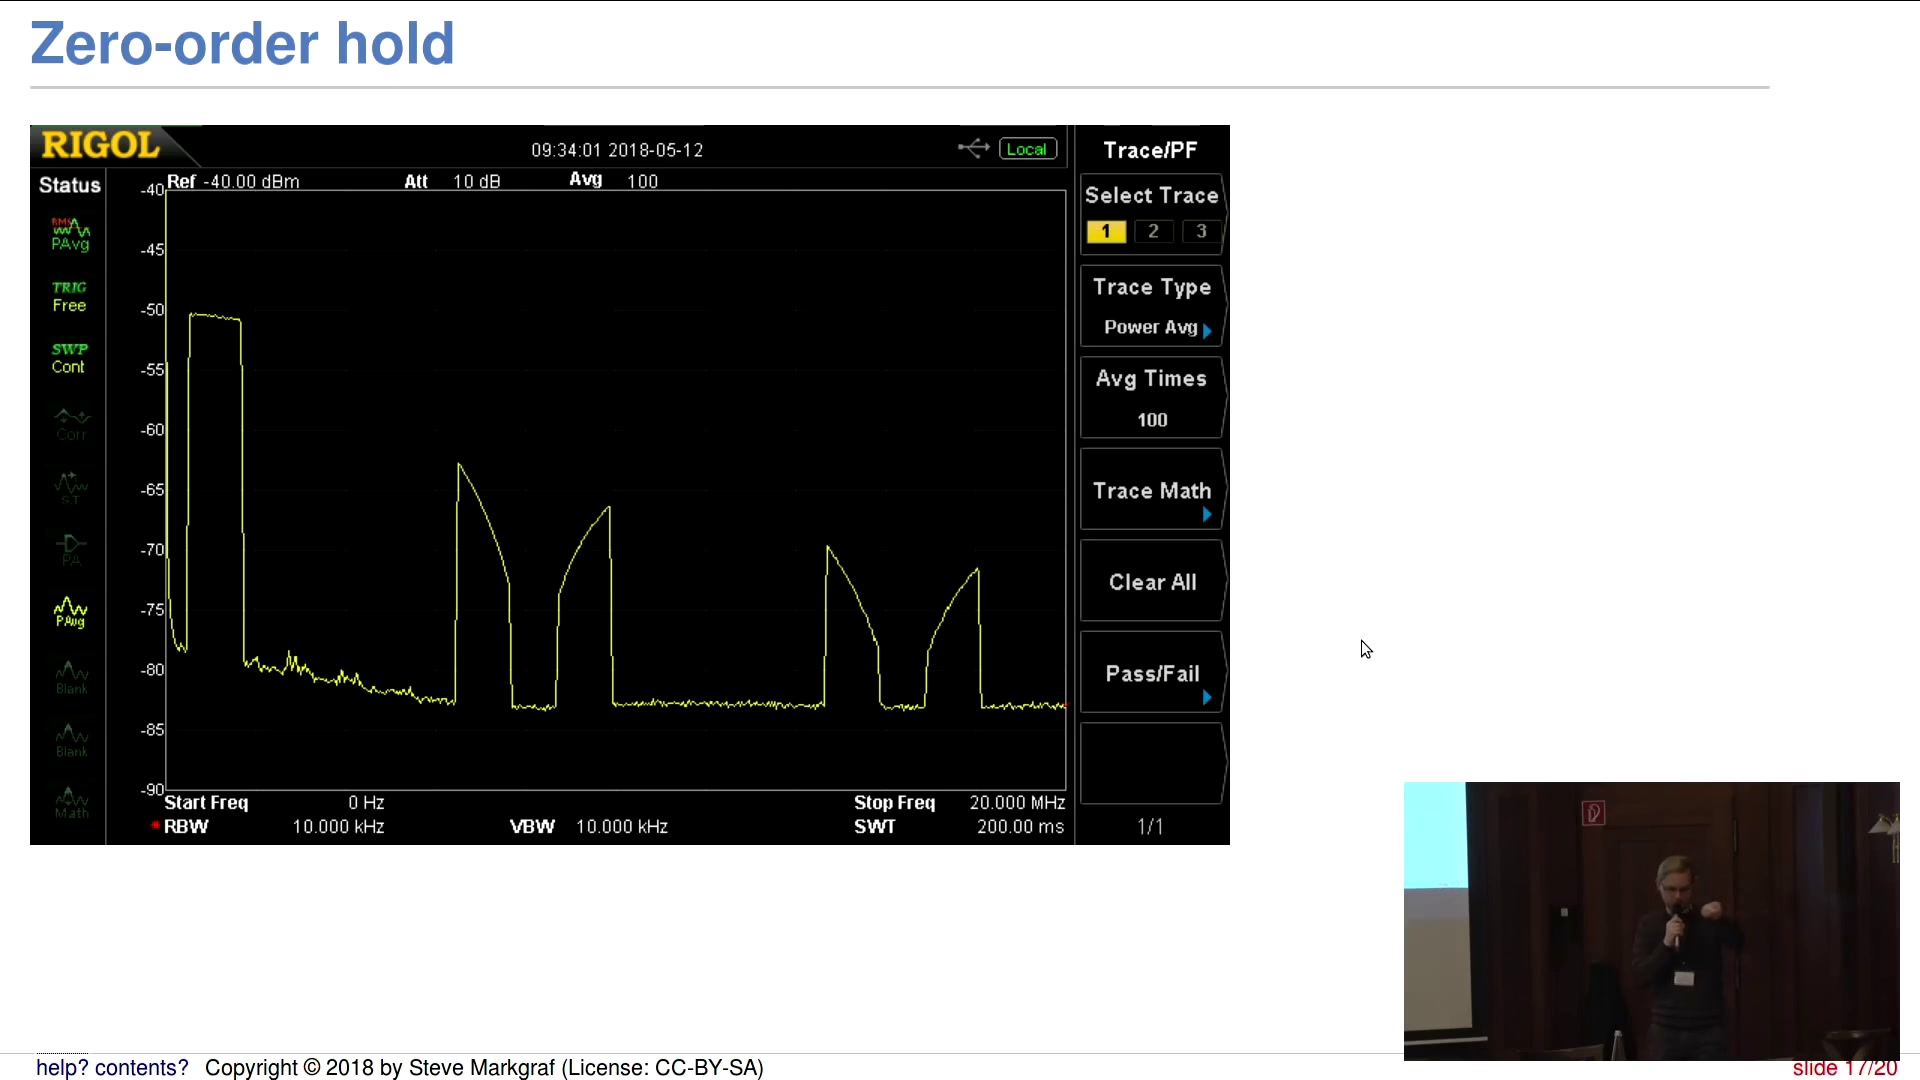 Zero-order hold
RIGOL
09:34:01 2018-05-12
Local
Trace/PF
Status
Ref -40.00 dBm
Att 10 dB
Avg 100
Select Trace
1 2 3
RMS
PAvg
TRIG
Free
SWP
Cont
Corr
S.T
PA
PAvg
Blank
Blank
Math
-40
-45
-50
-55
-60
-65
-70
-75
-80
-85
-90
Trace Type
Power Avg
Avg Times
100
Trace Math
Clear All
Pass/Fail
1/1
Start Freq 0 Hz
Stop Freq 20.000 MHz
RBW 10.000 kHz
VBW 10.000 kHz
SWT 200.00 ms
help? contents? Copyright © 2018 by Steve Markgraf (License: CC-BY-SA)
slide 17/20